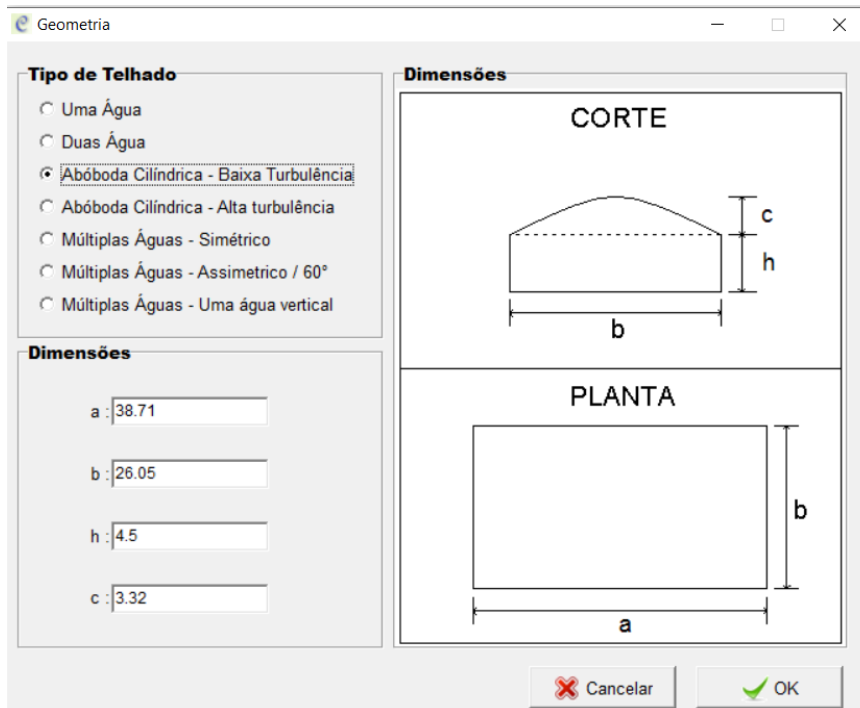 Geometria
Tipo de Telhado
Uma Água
Duas Água
Abóboda Cilíndrica - Baixa Turbulência
Abóboda Cilíndrica - Alta turbulência
Múltiplas Águas - Simétrico
Múltiplas Águas - Assimetrico / 60°
Múltiplas Águas - Uma água vertical
Dimensões
a : 38.71
b : 26.05
h : 4.5
c : 3.32
Dimensões
CORTE
c
h
b
PLANTA
b
a
Cancelar
OK